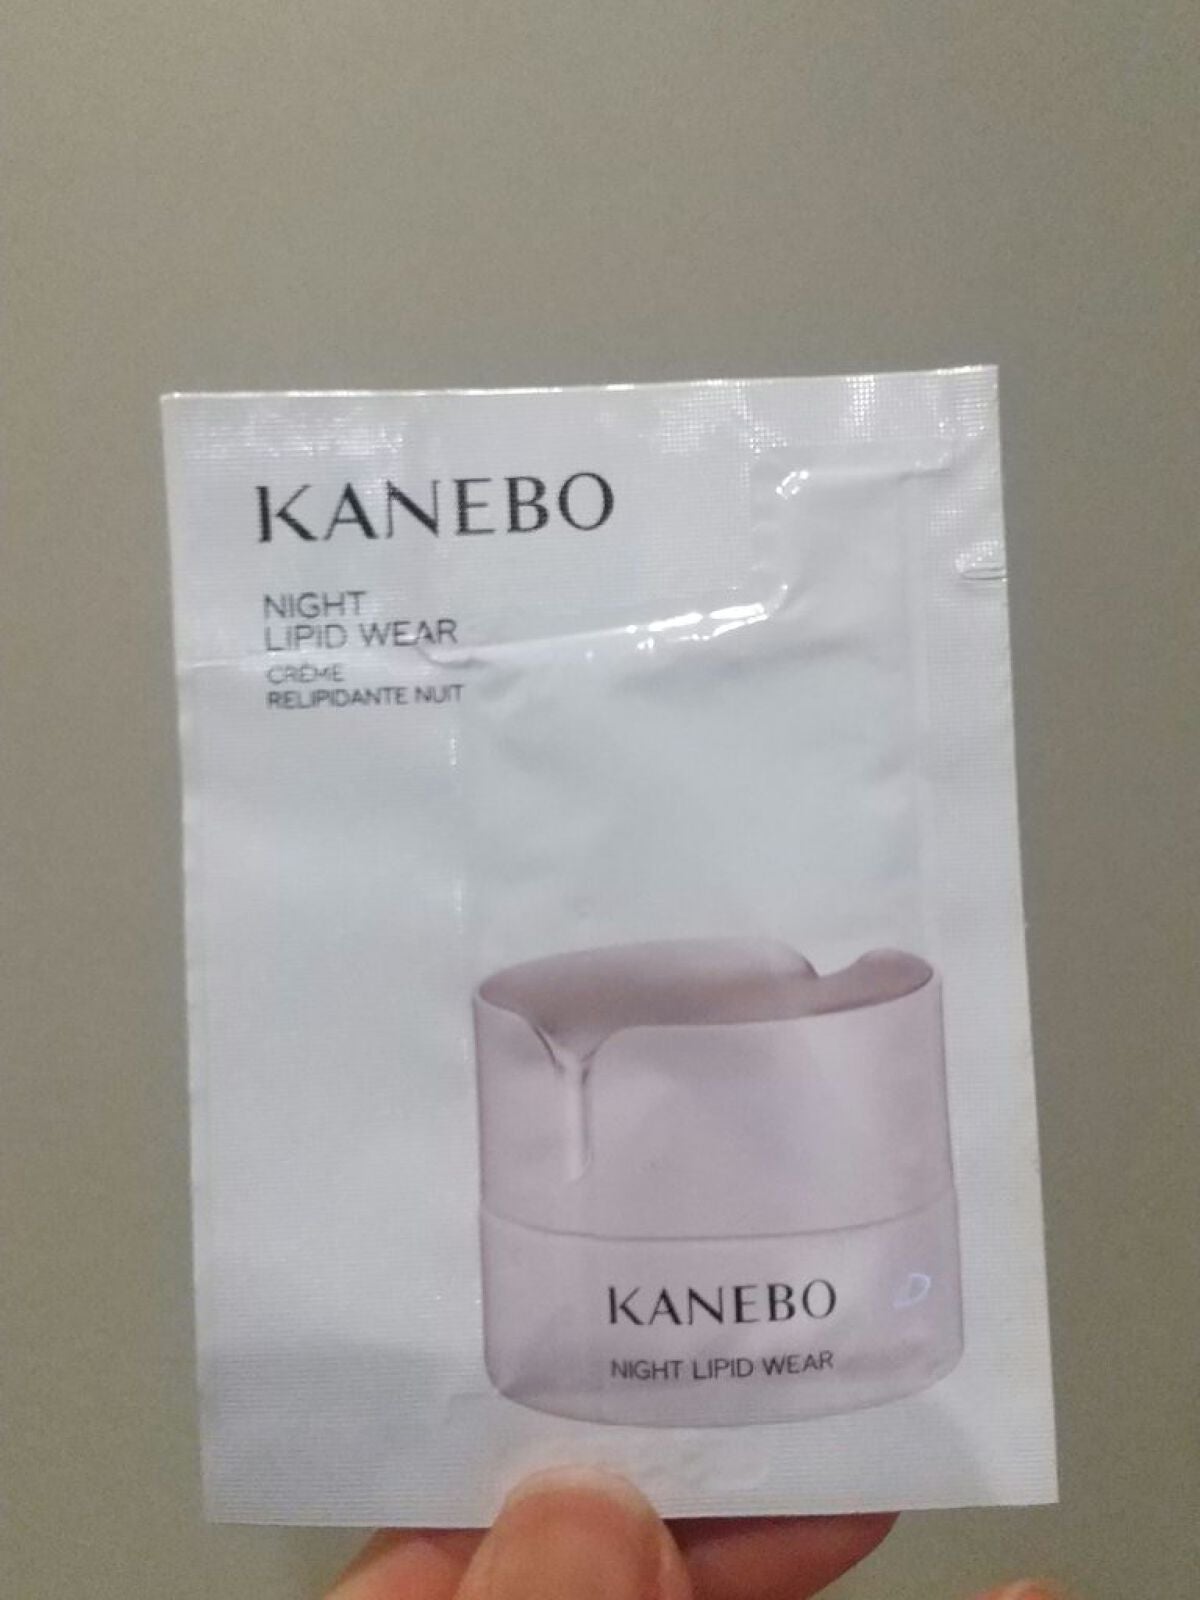 KANEBO
NIGHT
LIPID WEAR
CRÈME
RELIPIDANTE NUIT
KANEBO
NIGHT LIPID WEAR